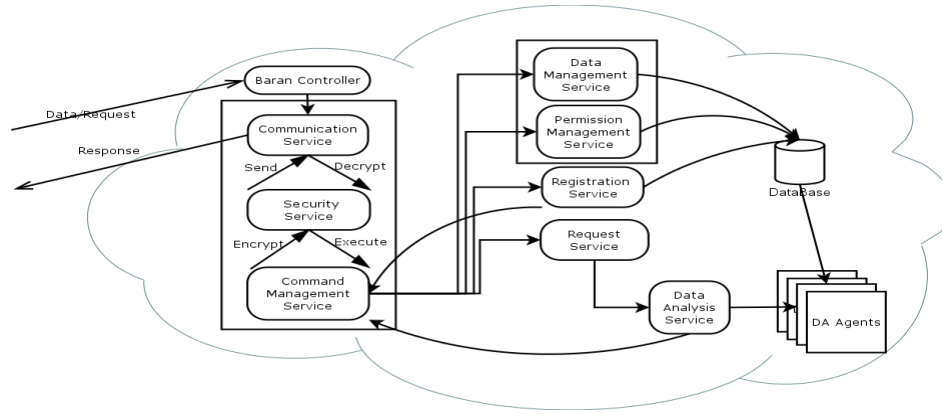 Data/Request
Response
Baran Controller
Communication
Service
Send
Decrypt
Security
Service
Encrypt
Execute
Command
Management
Service
Data
Management
Service
Permission
Management
Service
Registration
Service
Request
Service
Data
Analysis
Service
DataBase
DA Agents